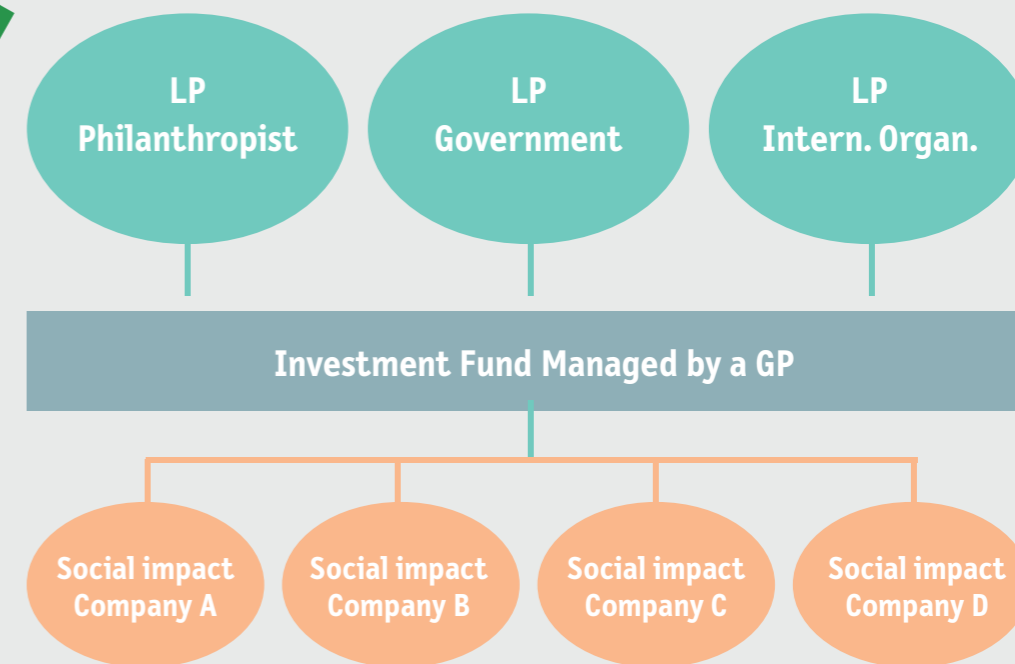 LP
Philanthropist
LP
Government
LP
Intern. Organ.
Investment Fund Managed by a GP
Social impact
Company A
Social impact
Company B
Social impact
Company C
Social impact
Company D